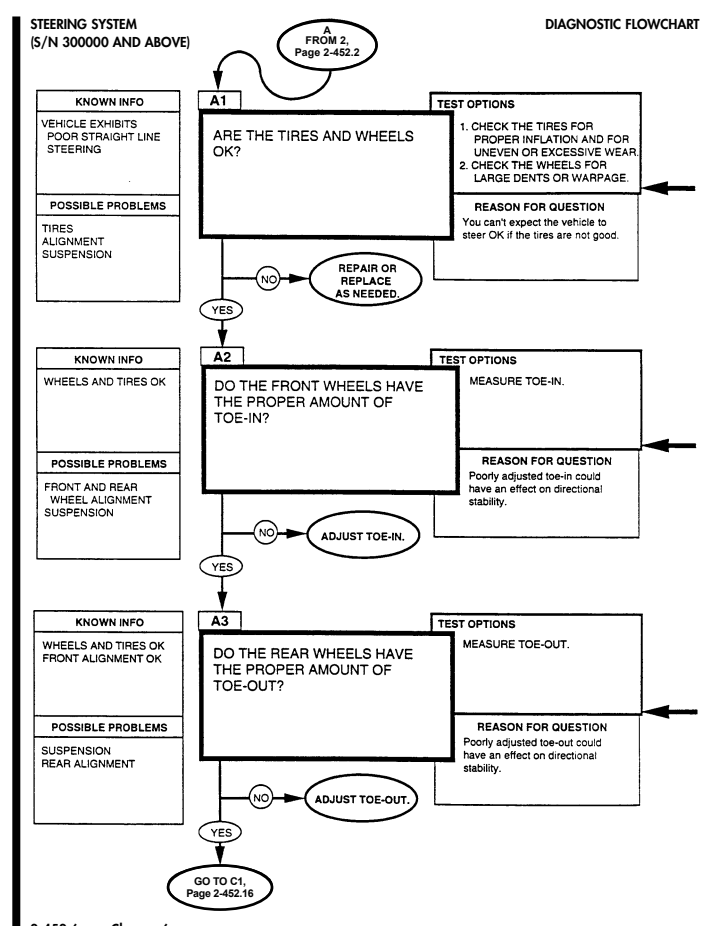 STEERING SYSTEM
(S/N 300000 AND ABOVE)
DIAGNOSTIC FLOWCHART
A
FROM 2,
Page 2-452.2
KNOWN INFO
VEHICLE EXHIBITS
POOR STRAIGHT LINE
STEERING
POSSIBLE PROBLEMS
TIRES
ALIGNMENT
SUSPENSION
A1
ARE THE TIRES AND WHEELS
OK?
TEST OPTIONS
1. CHECK THE TIRES FOR
PROPER INFLATION AND FOR
UNEVEN OR EXCESSIVE WEAR.
2. CHECK THE WHEELS FOR
LARGE DENTS OR WARPAGE.
REASON FOR QUESTION
You can't expect the vehicle to
steer OK if the tires are not good.
NO
REPAIR OR
REPLACE
AS NEEDED.
YES
KNOWN INFO
WHEELS AND TIRES OK
POSSIBLE PROBLEMS
FRONT AND REAR
WHEEL ALIGNMENT
SUSPENSION
A2
DO THE FRONT WHEELS HAVE
THE PROPER AMOUNT OF
TOE-IN?
TEST OPTIONS
MEASURE TOE-IN.
REASON FOR QUESTION
Poorly adjusted toe-in could
have an effect on directional
stability.
NO
ADJUST TOE-IN.
YES
KNOWN INFO
WHEELS AND TIRES OK
FRONT ALIGNMENT OK
POSSIBLE PROBLEMS
SUSPENSION
REAR ALIGNMENT
A3
DO THE REAR WHEELS HAVE
THE PROPER AMOUNT OF
TOE-OUT?
TEST OPTIONS
MEASURE TOE-OUT.
REASON FOR QUESTION
Poorly adjusted toe-out could
have an effect on directional
stability.
NO
ADJUST TOE-OUT.
YES
GO TO C1,
Page 2-452.16